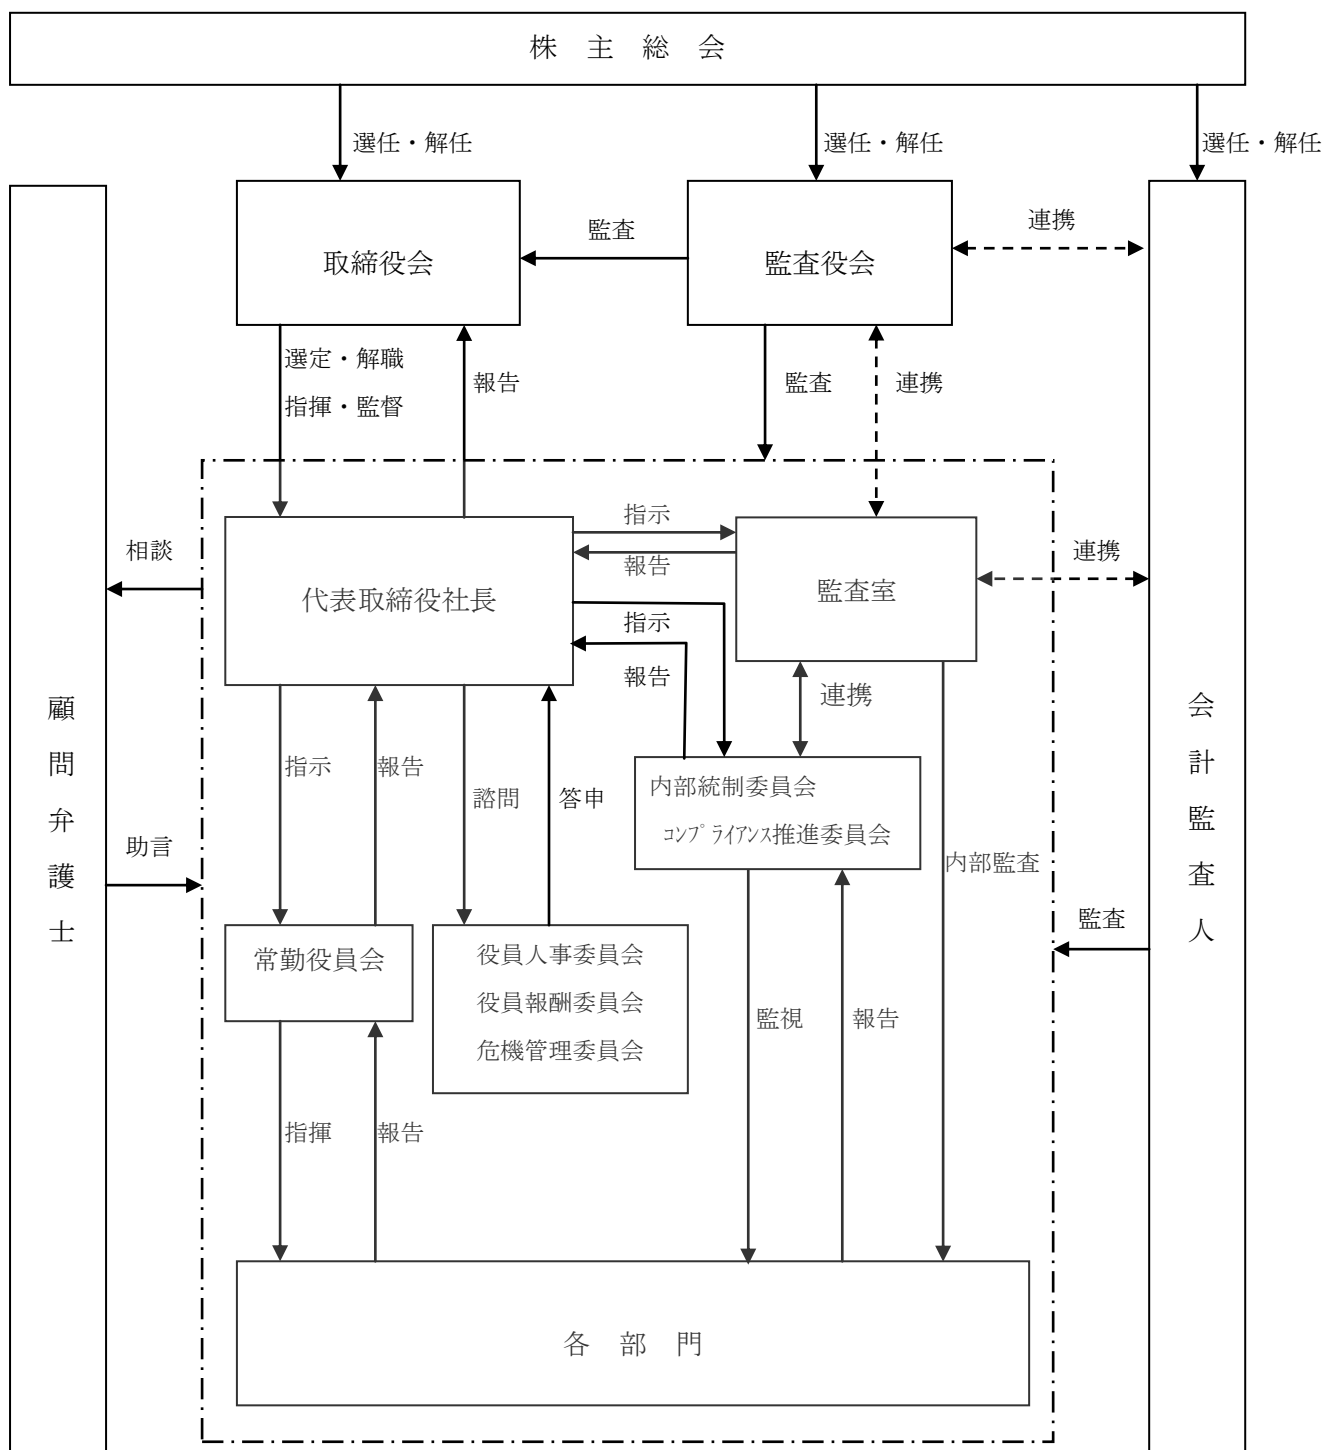 株主総会
選任・解任
選任・解任
選任・解任
取締役会
監査
監査役会
連携
選定・解職
指揮・監督
報告
監査
連携
相談
代表取締役社長
指示
報告
監査室
連携
指示
報告
連携
顧問弁護士
会計監査人
指示
報告
諮問
答申
内部統制委員会
コンプライアンス推進委員会
助言
内部監査
監査
常勤役員会
役員人事委員会
役員報酬委員会
危機管理委員会
監視
報告
指揮
報告
各部門